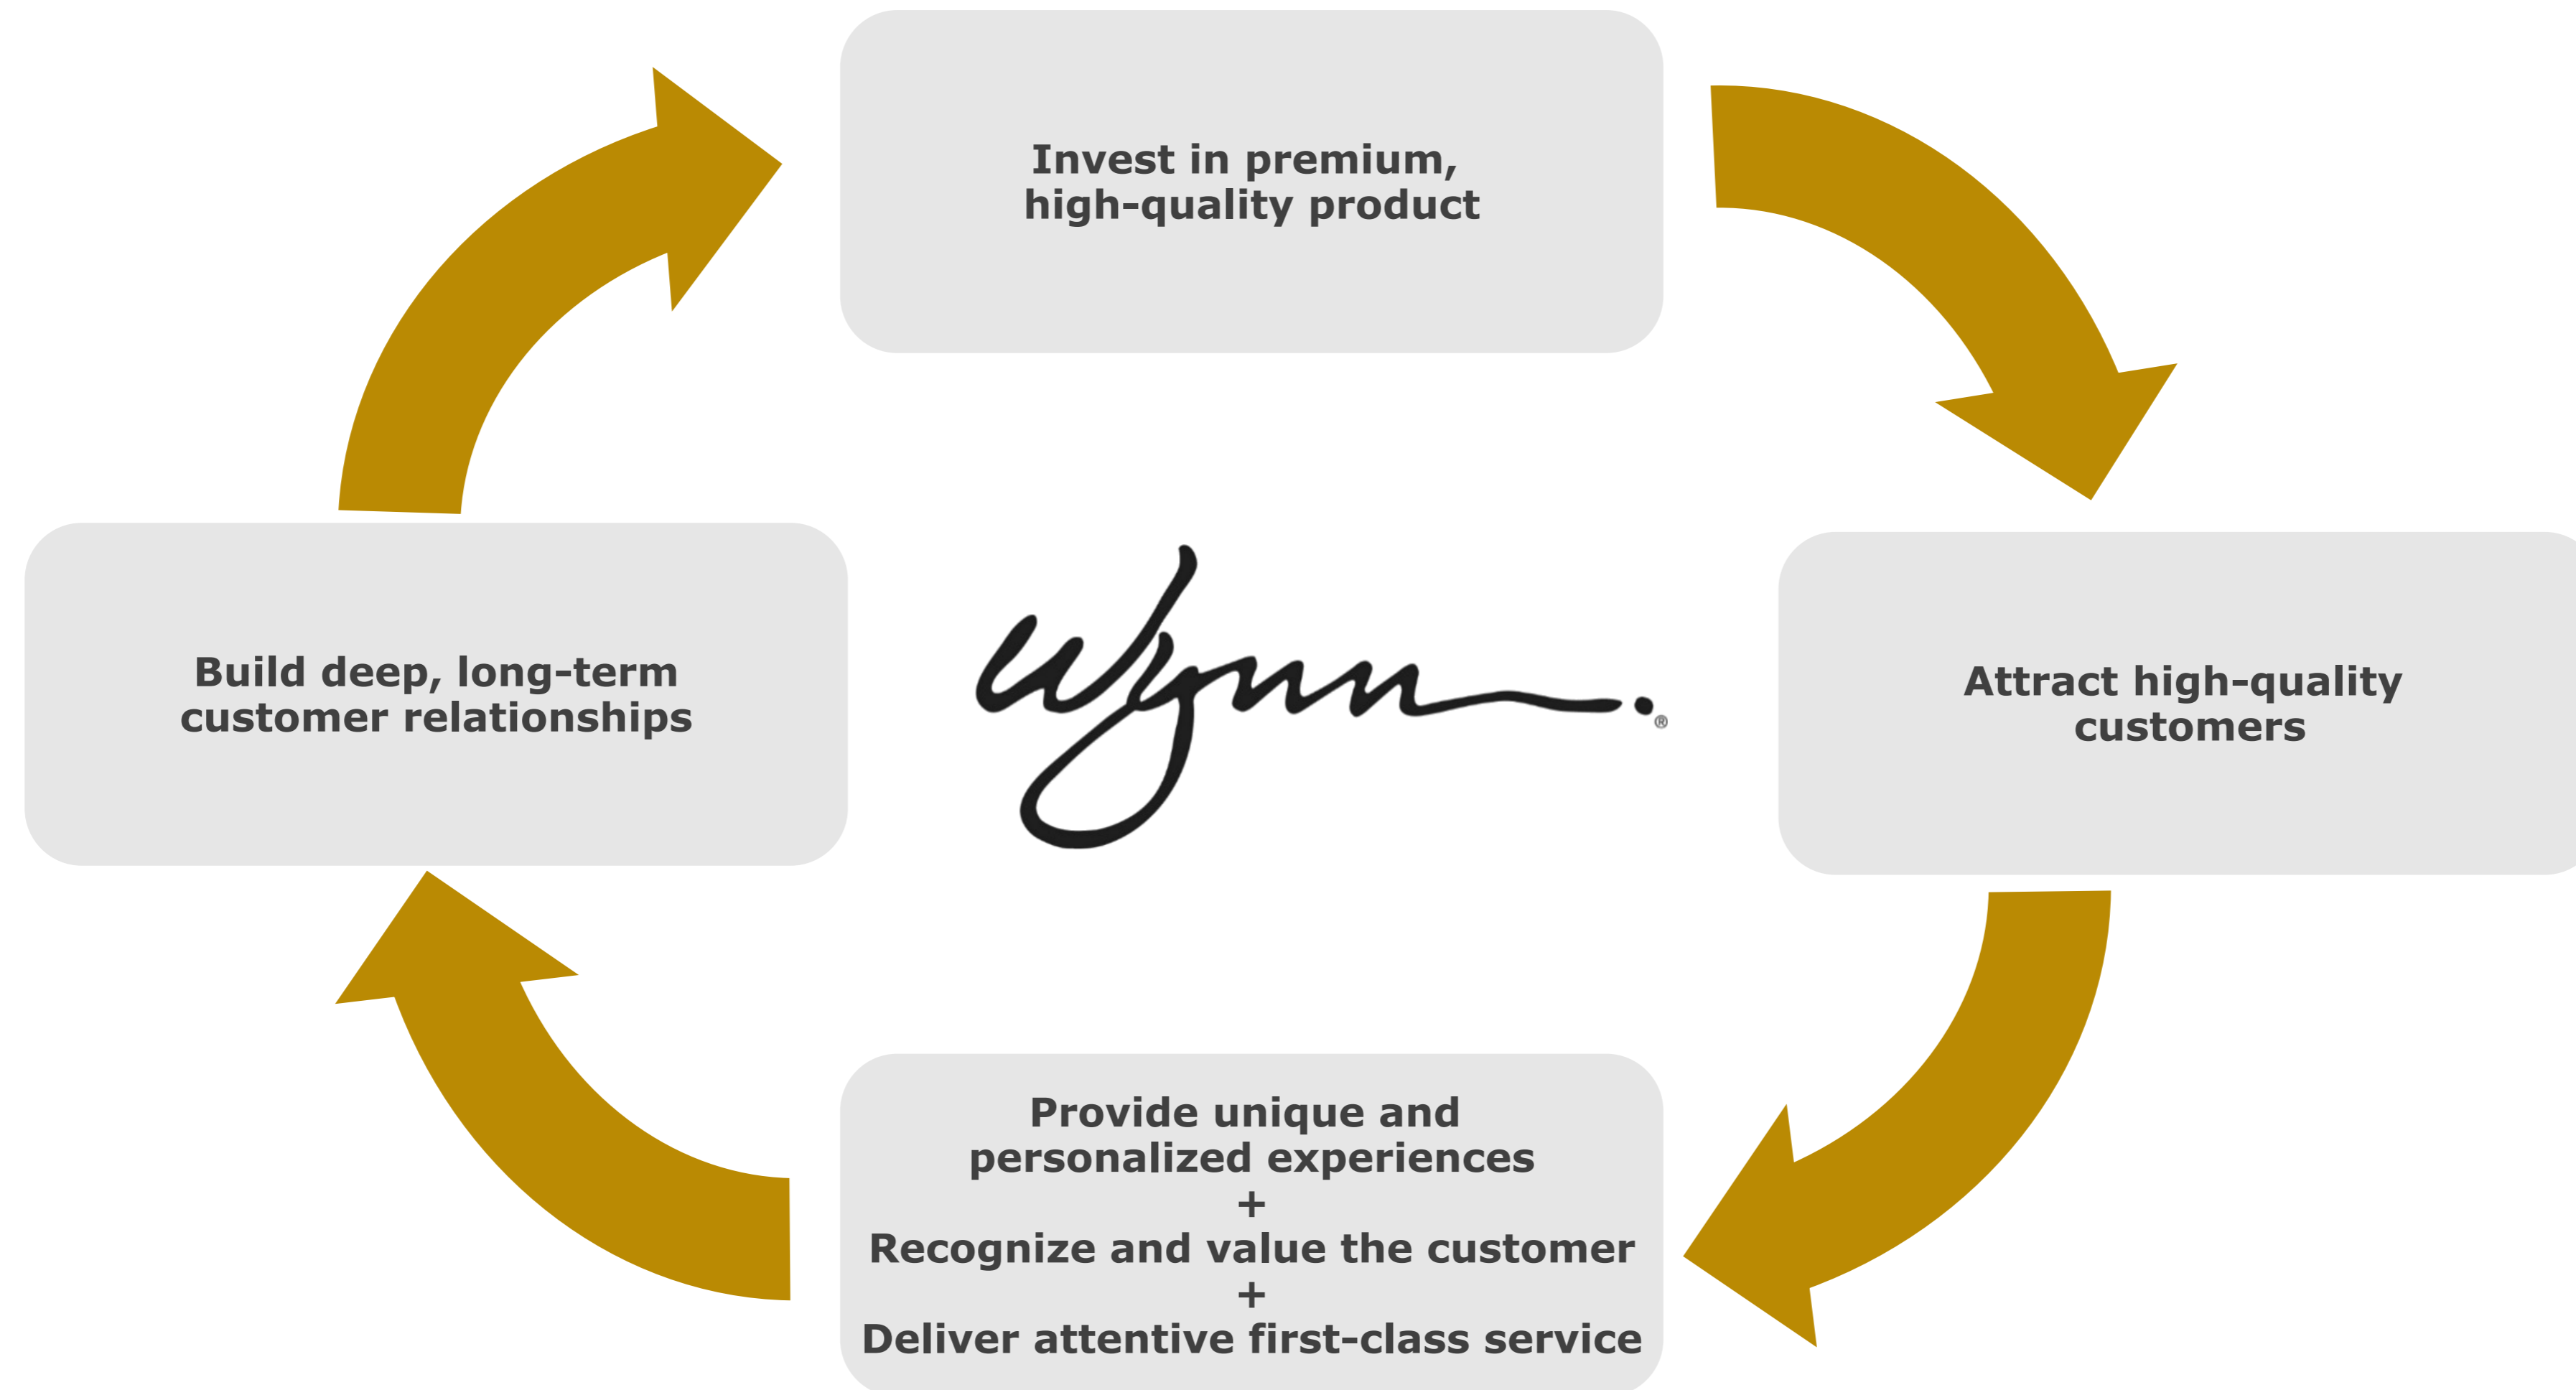 Invest in premium,
high-quality product
Build deep, long-term
customer relationships
Wynn.®
Attract high-quality
customers
Provide unique and
personalized experiences
+
Recognize and value the customer
+
Deliver attentive first-class service